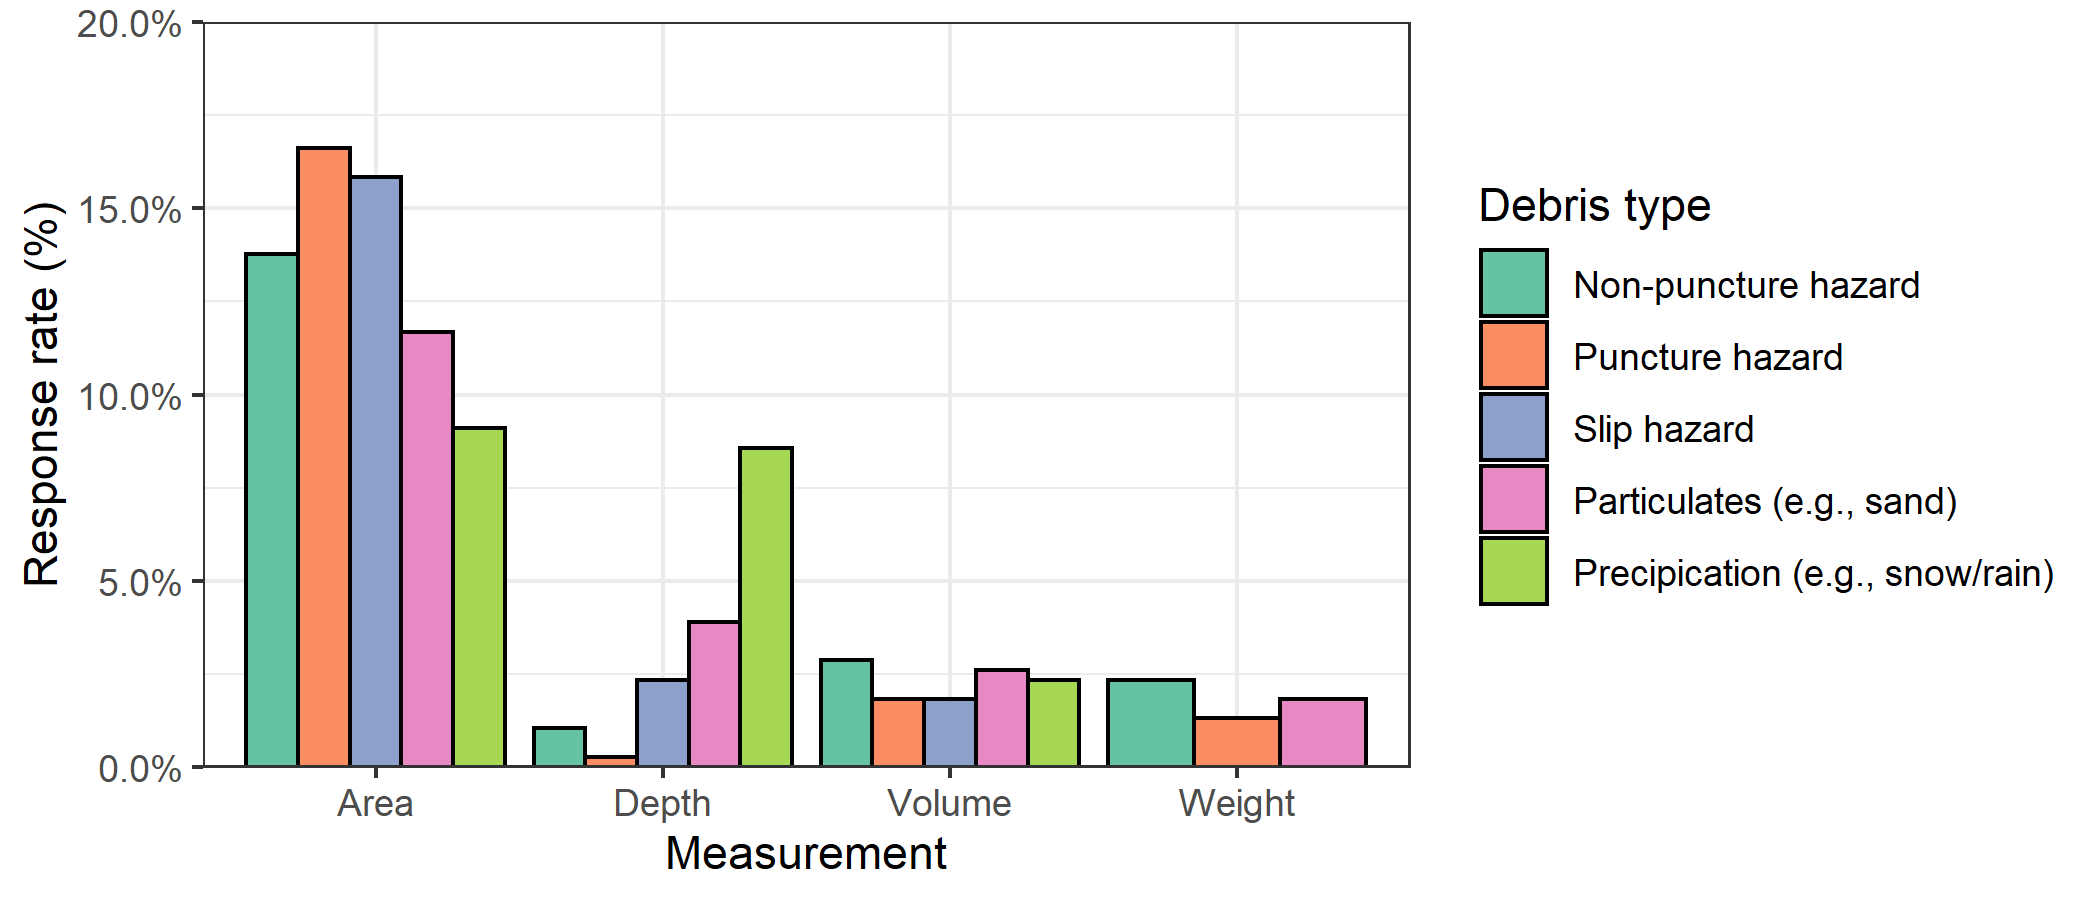 20.0%
15.0%
10.0%
5.0%
0.0%
Response rate (%)
Area
Depth
Volume
Weight
Measurement
Debris type
Non-puncture hazard
Puncture hazard
Slip hazard
Particulates (e.g., sand)
Precipication (e.g., snow/rain)